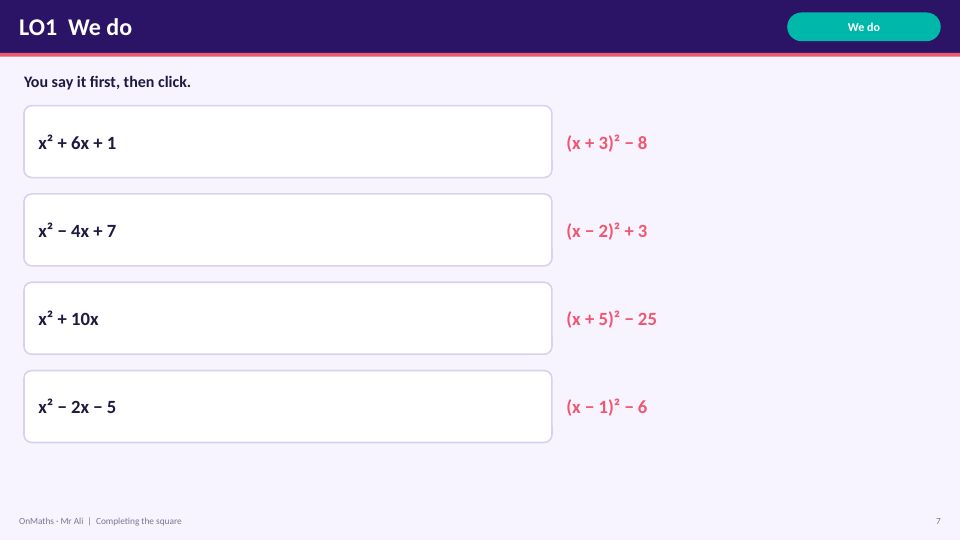 LO1 We do
We do
You say it first, then click.
x² + 6x + 1
(x + 3)² − 8
x² − 4x + 7
(x − 2)² + 3
x² + 10x
(x + 5)² − 25
x² − 2x − 5
(x − 1)² − 6
OnMaths · Mr Ali | Completing the square
7